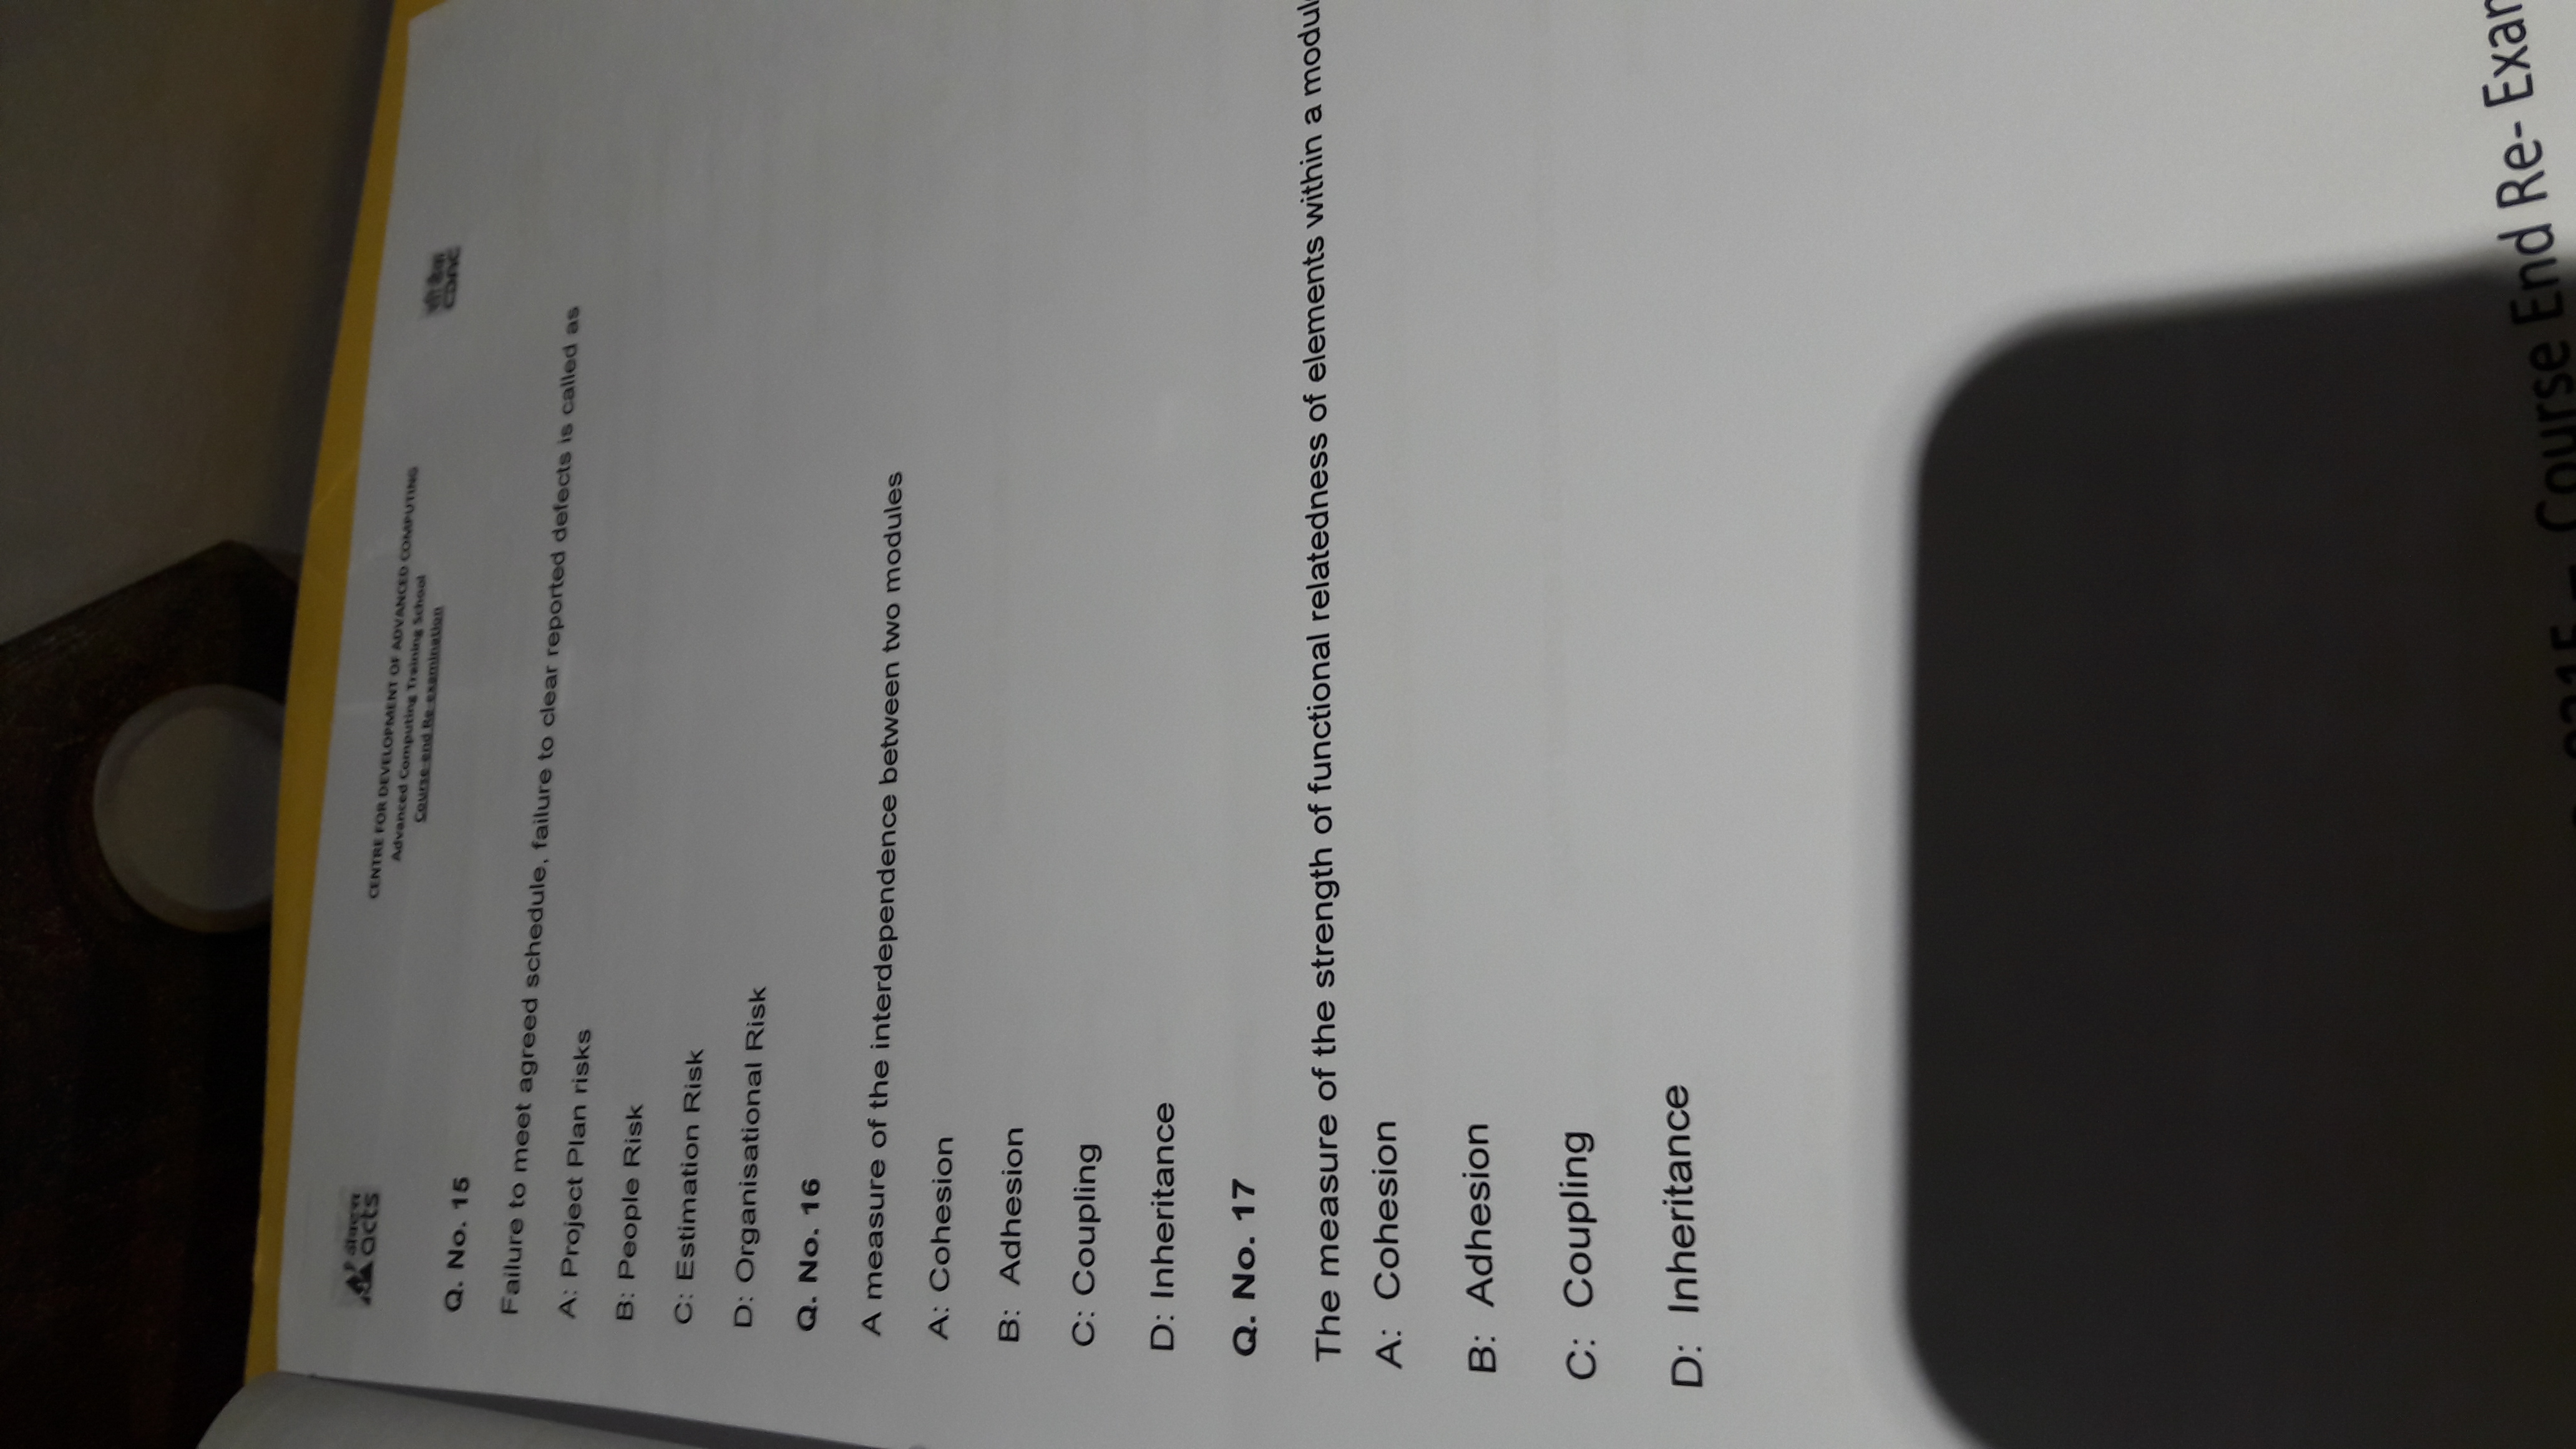 अॅक्ट्स
acts
CENTRE FOR DEVELOPMENT OF ADVANCED COMPUTING
Advanced Computing Training School
Course-end Re-examination
सी डैक
CDAC
Q. No. 15
Failure to meet agreed schedule, failure to clear reported defects is called as
A: Project Plan risks
B: People Risk
C: Estimation Risk
D: Organisational Risk
Q. No. 16
A measure of the interdependence between two modules
A: Cohesion
B: Adhesion
C: Coupling
D: Inheritance
Q. No. 17
The measure of the strength of functional relatedness of elements within a modul
A: Cohesion
B: Adhesion
C: Coupling
D: Inheritance
– Course End Re- Exam